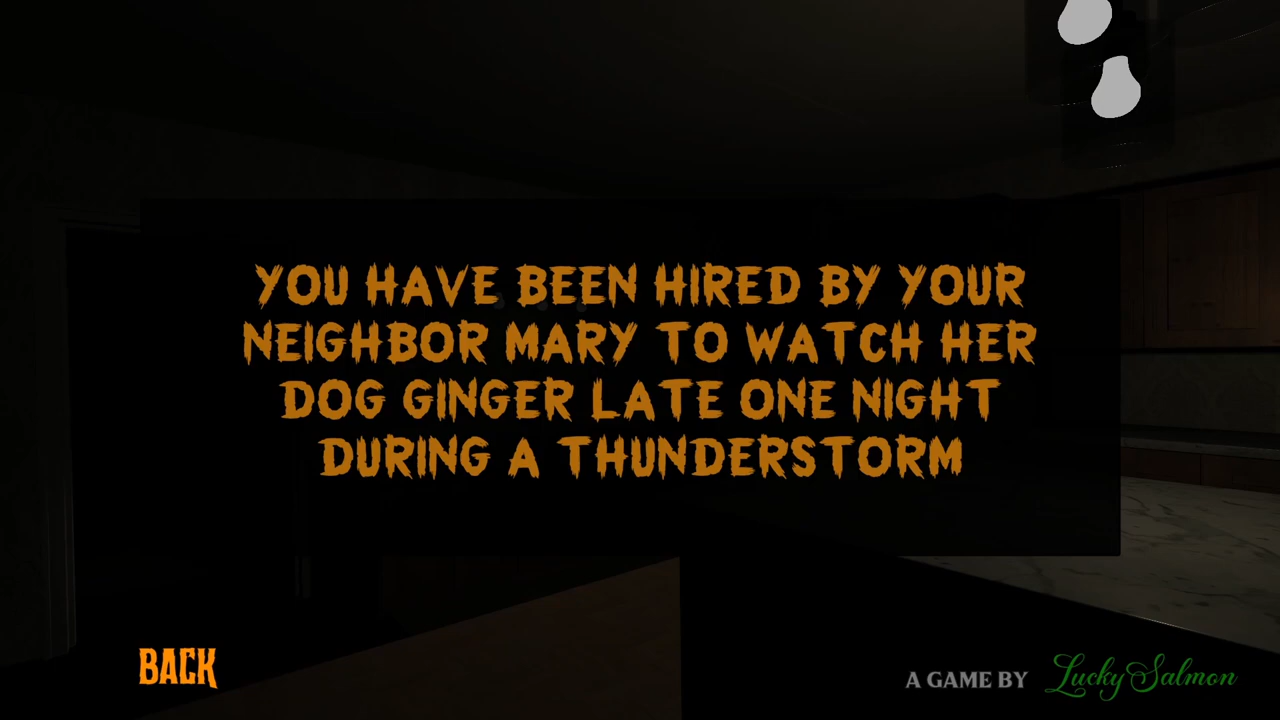 YOU HAVE BEEN HIRED BY YOUR
NEIGHBOR MARY TO WATCH HER
DOG GINGER LATE ONE NIGHT
DURING A THUNDERSTORM
BACK
A GAME BY LuckySalmon